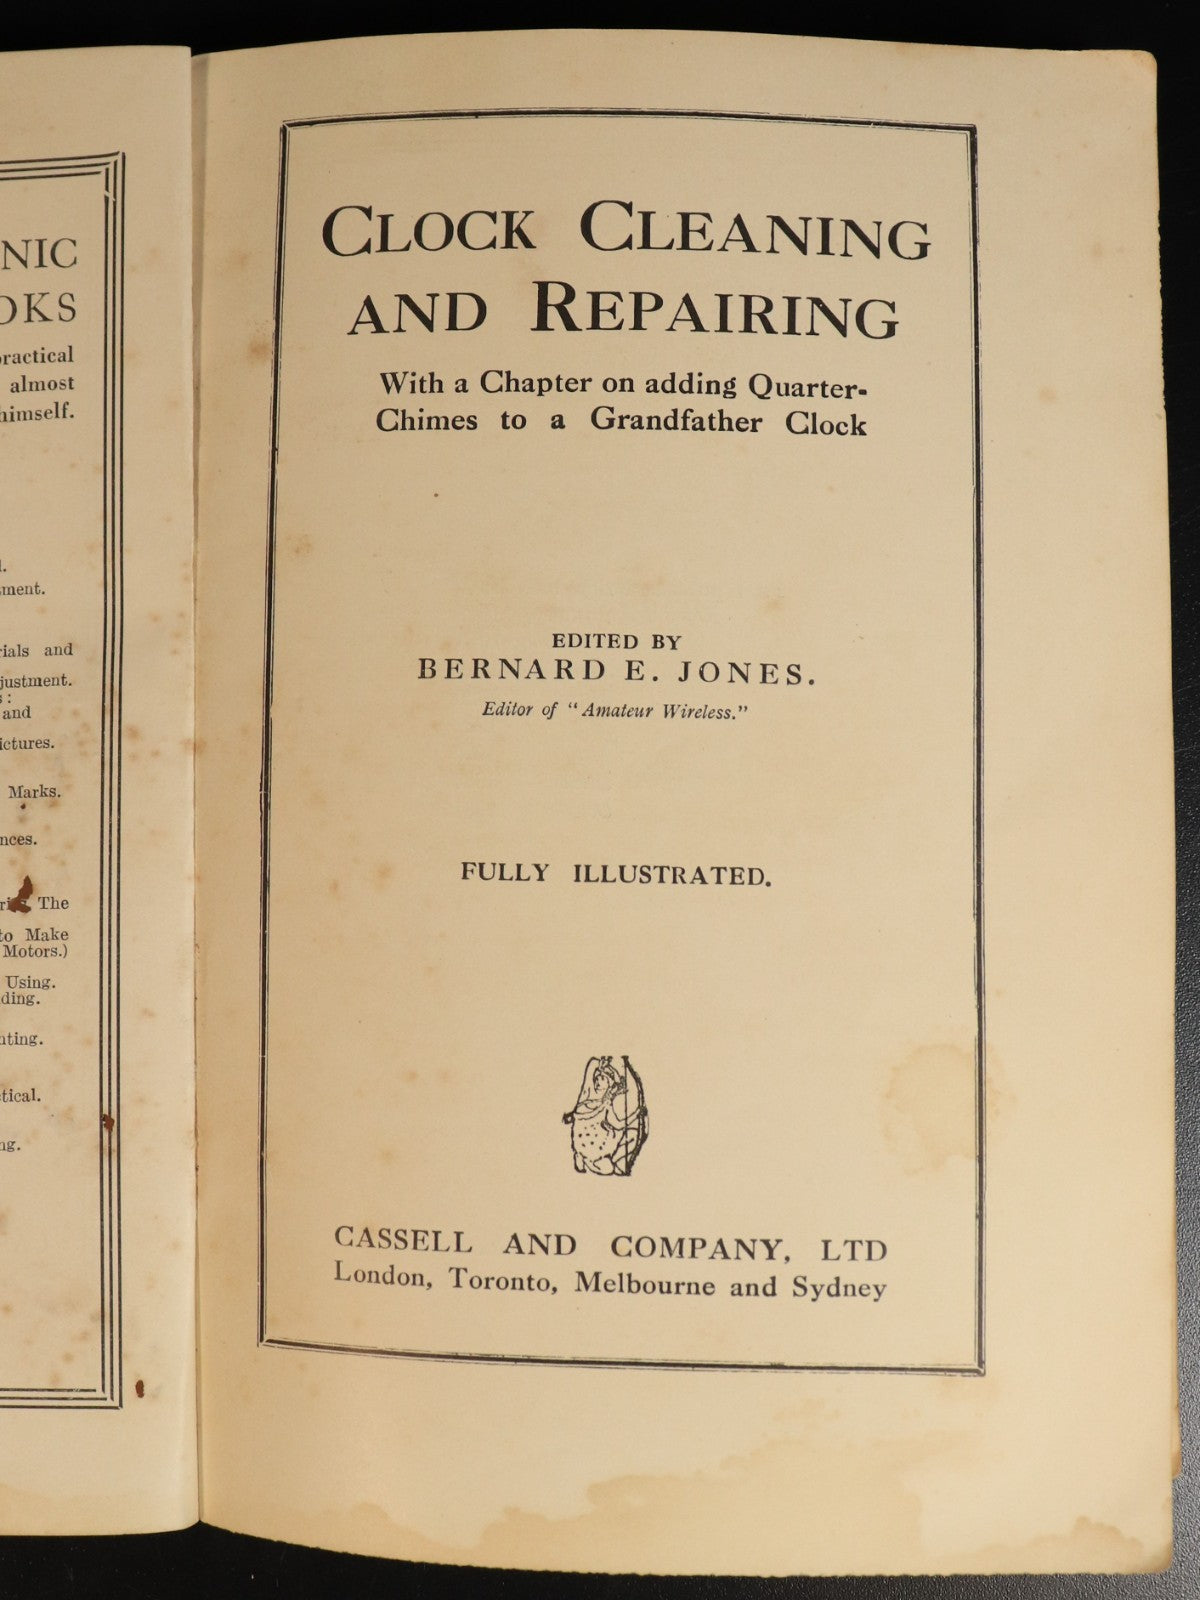 NIC
OKS
practical
almost
himself.
ment.
ials and
justment.
and
ictures.
Marks.
nces.
The
to Make
Motors.)
Using.
ding.
nting.
tical.
ng.
CLOCK CLEANING
AND REPAIRING
With a Chapter on adding Quarter-
Chimes to a Grandfather Clock
EDITED BY
BERNARD E. JONES.
Editor of "Amateur Wireless."
FULLY ILLUSTRATED.
CASSELL AND COMPANY, LTD
London, Toronto, Melbourne and Sydney